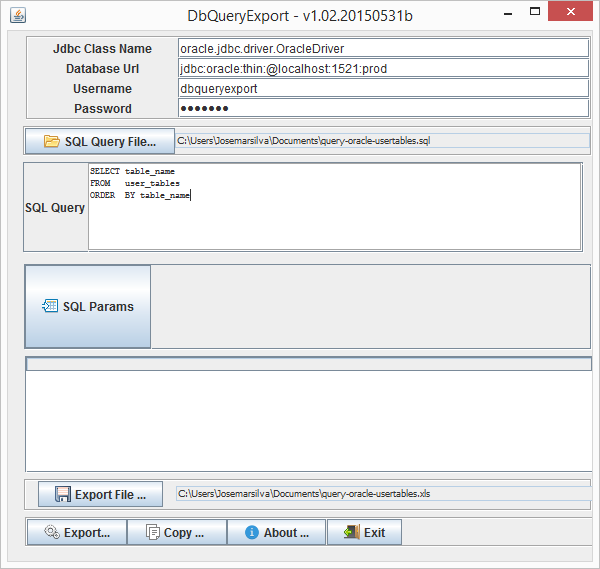 DbQueryExport - v1.02.20150531b
Jdbc Class Name oracle.jdbc.driver.OracleDriver
Database Url jdbc:oracle:thin:@localhost:1521:prod
Username dbqueryexport
Password ●●●●●●●
SQL Query File... C:\Users\Josemarsilva\Documents\query-oracle-usertables.sql
SELECT table_name
FROM user_tables
SQL Query ORDER BY table_name
SQL Params
Export File ... C:\Users\Josemarsilva\Documents\query-oracle-usertables.xls
Export... Copy ... About ... Exit